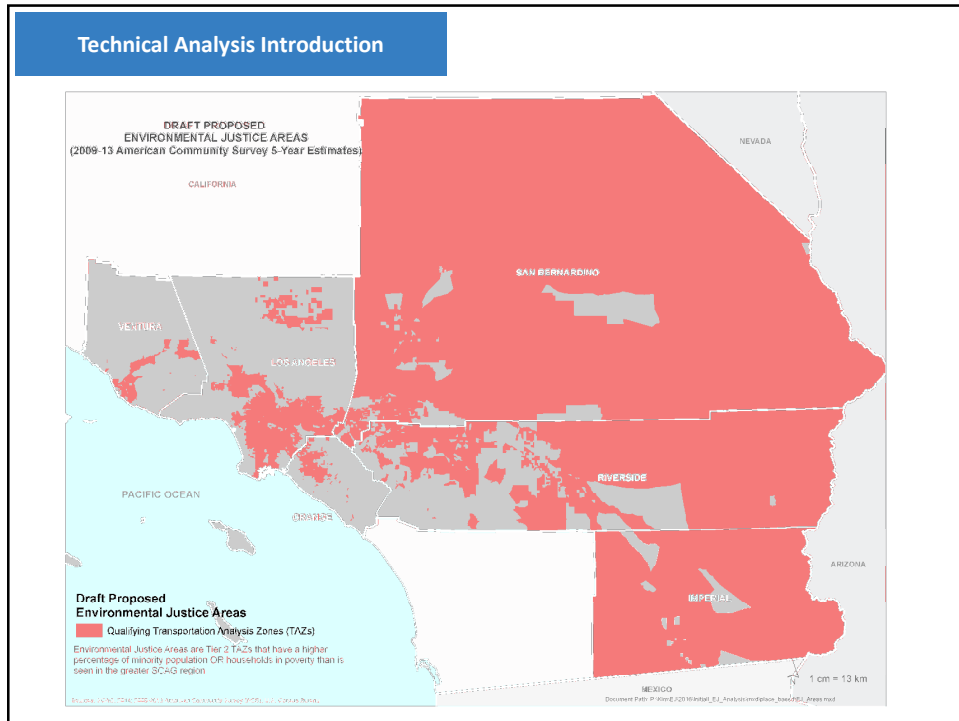 Technical Analysis Introduction
DRAFT PROPOSED
ENVIRONMENTAL JUSTICE AREAS
(2009-13 American Community Survey 5-Year Estimates)
CALIFORNIA
NEVADA
SAN BERNARDINO
VENTURA
LOS ANGELES
RIVERSIDE
PACIFIC OCEAN
ORANGE
ARIZONA
IMPERIAL
Draft Proposed
Environmental Justice Areas
Qualifying Transportation Analysis Zones (TAZs)
Environmental Justice Areas are Tier 2 TAZs that have a higher
percentage of minority population OR households in poverty than is
seen in the greater SCAG region
N
1 cm = 13 km
MEXICO
Document Path: